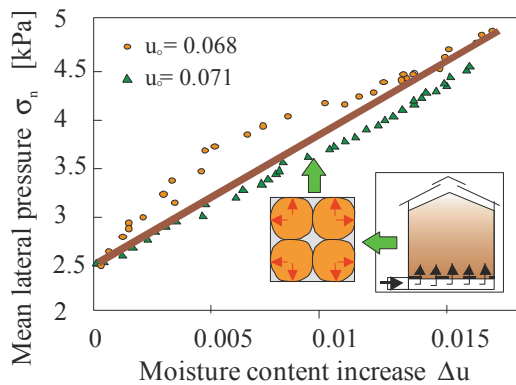 Mean lateral pressure σₙ [kPa]
5
4.5
4
3.5
3
2.5
2
u₀= 0.068
u₀= 0.071
0
0.005
0.01
0.015
Moisture content increase Δu